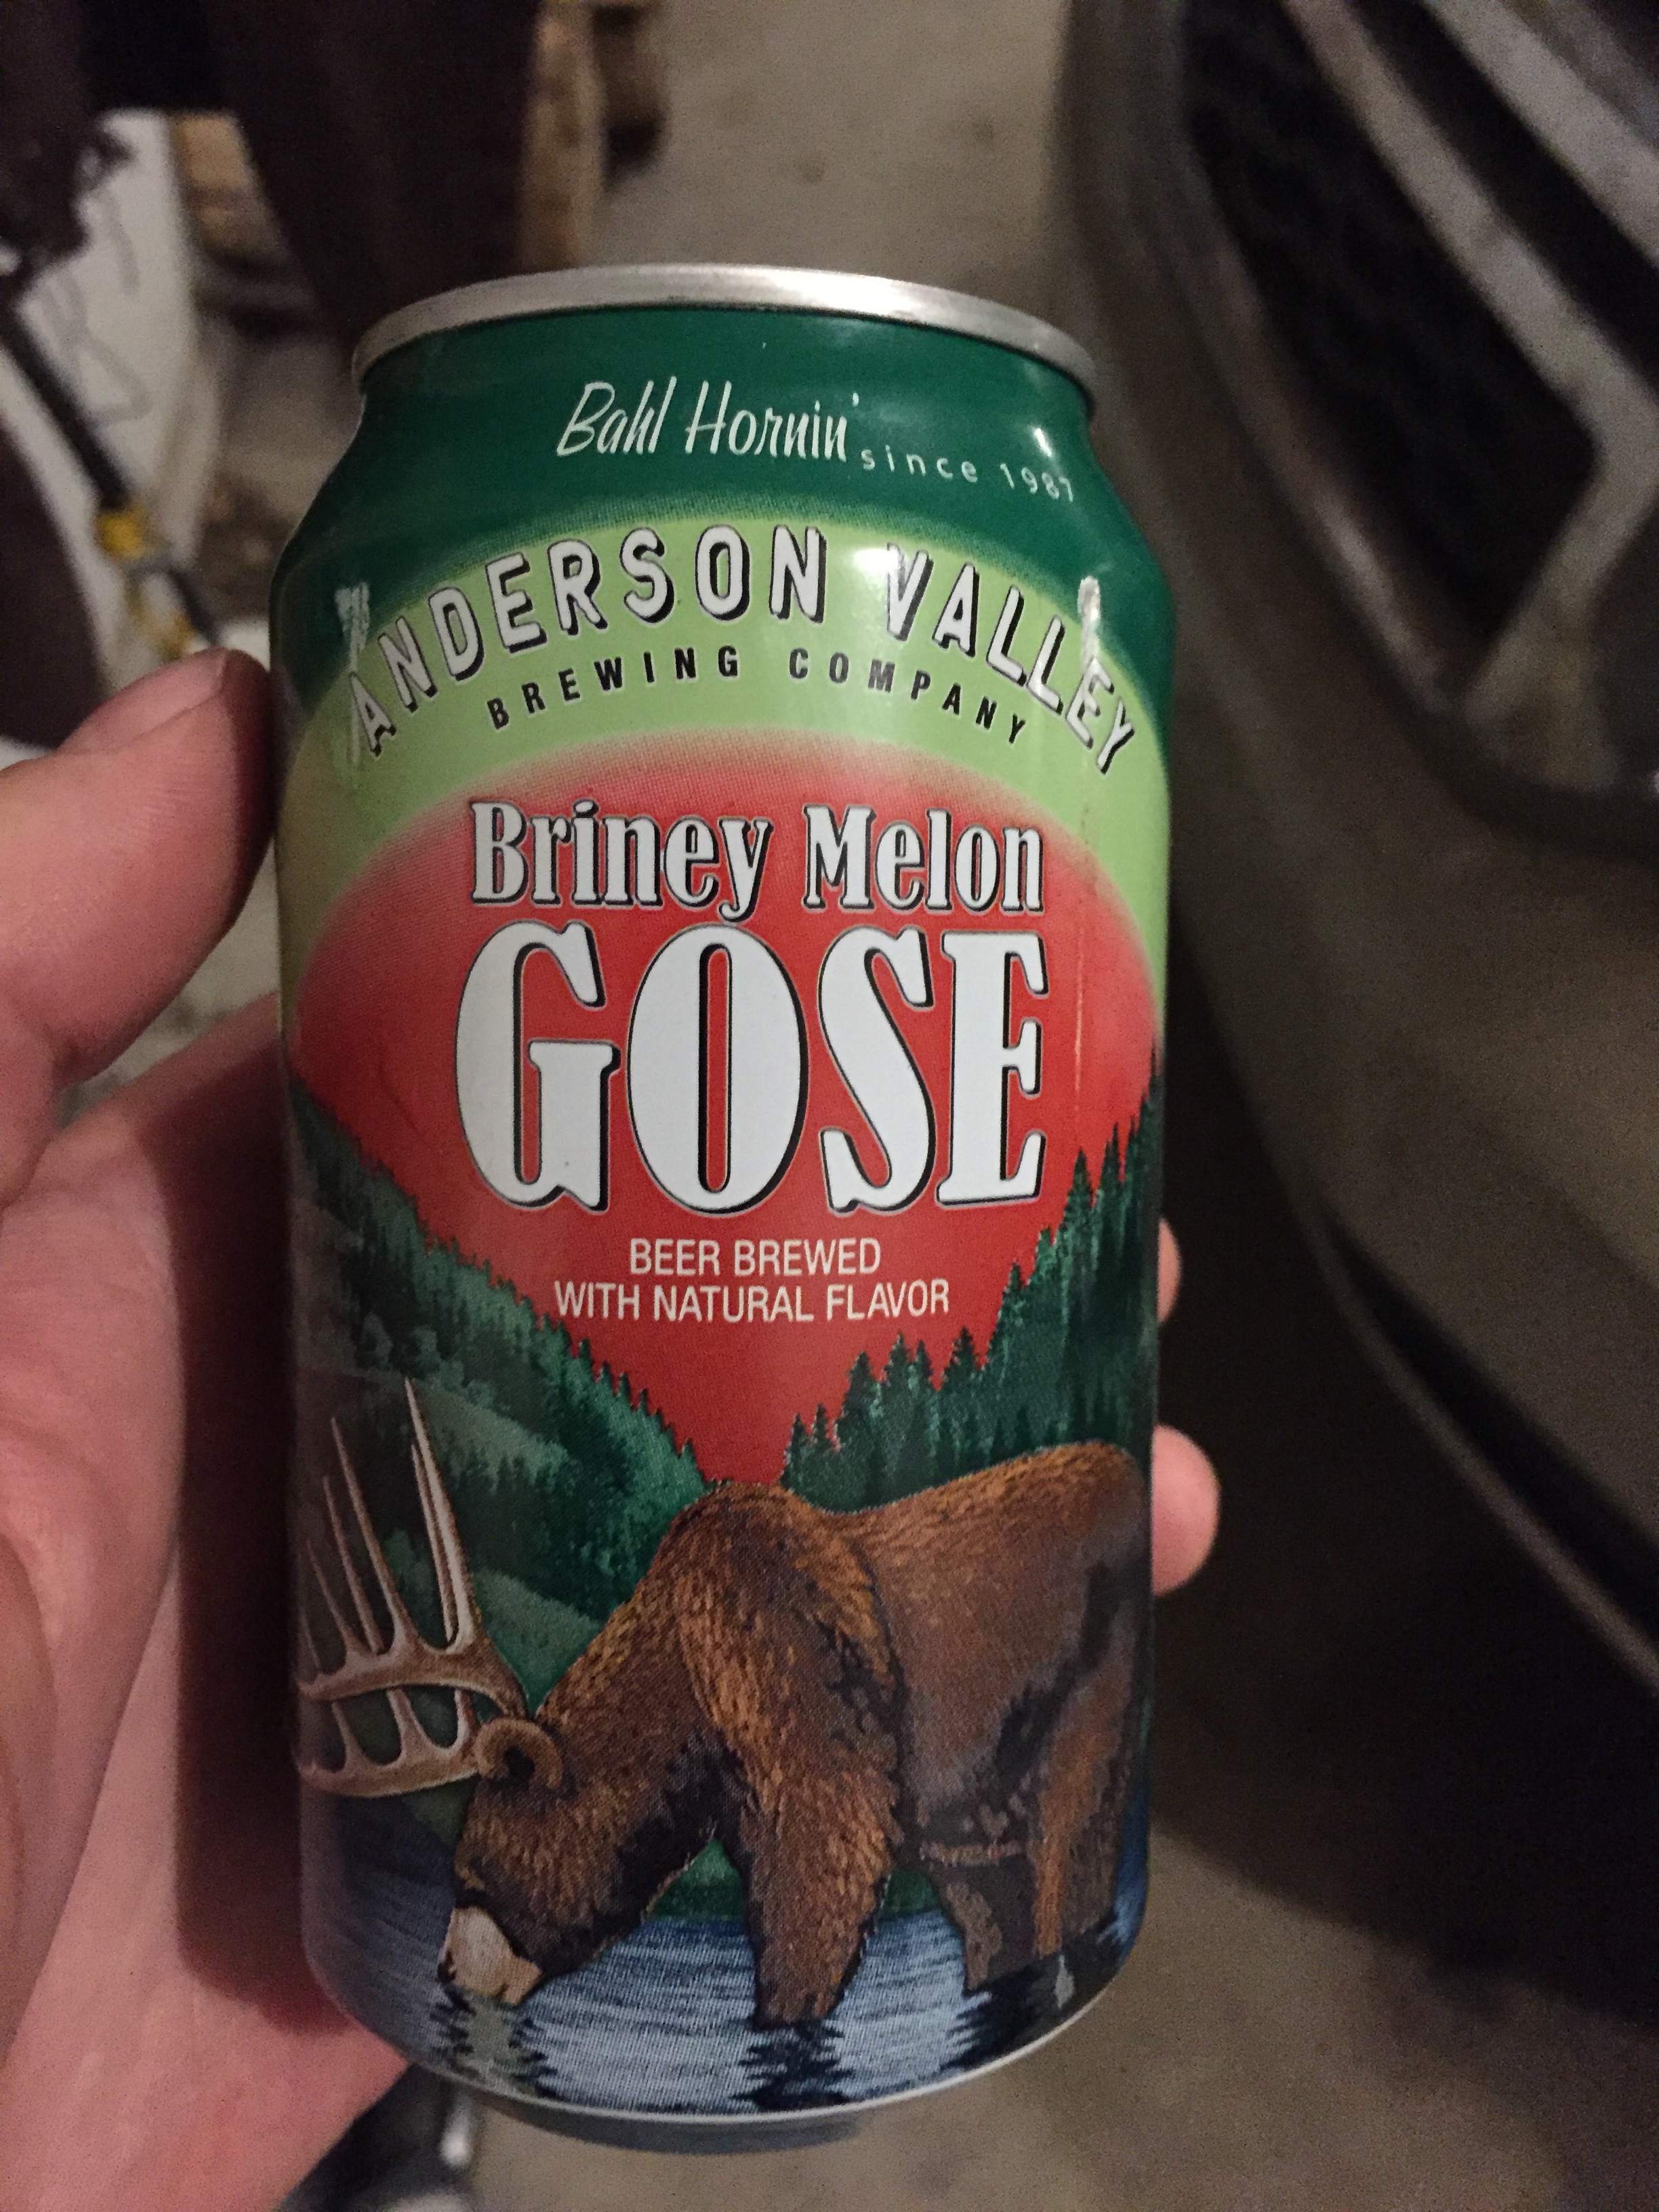 Bahl Hornin' since 1987
ANDERSON VALLEY
BREWING COMPANY
Briney Melon
GOSE
BEER BREWED
WITH NATURAL FLAVOR